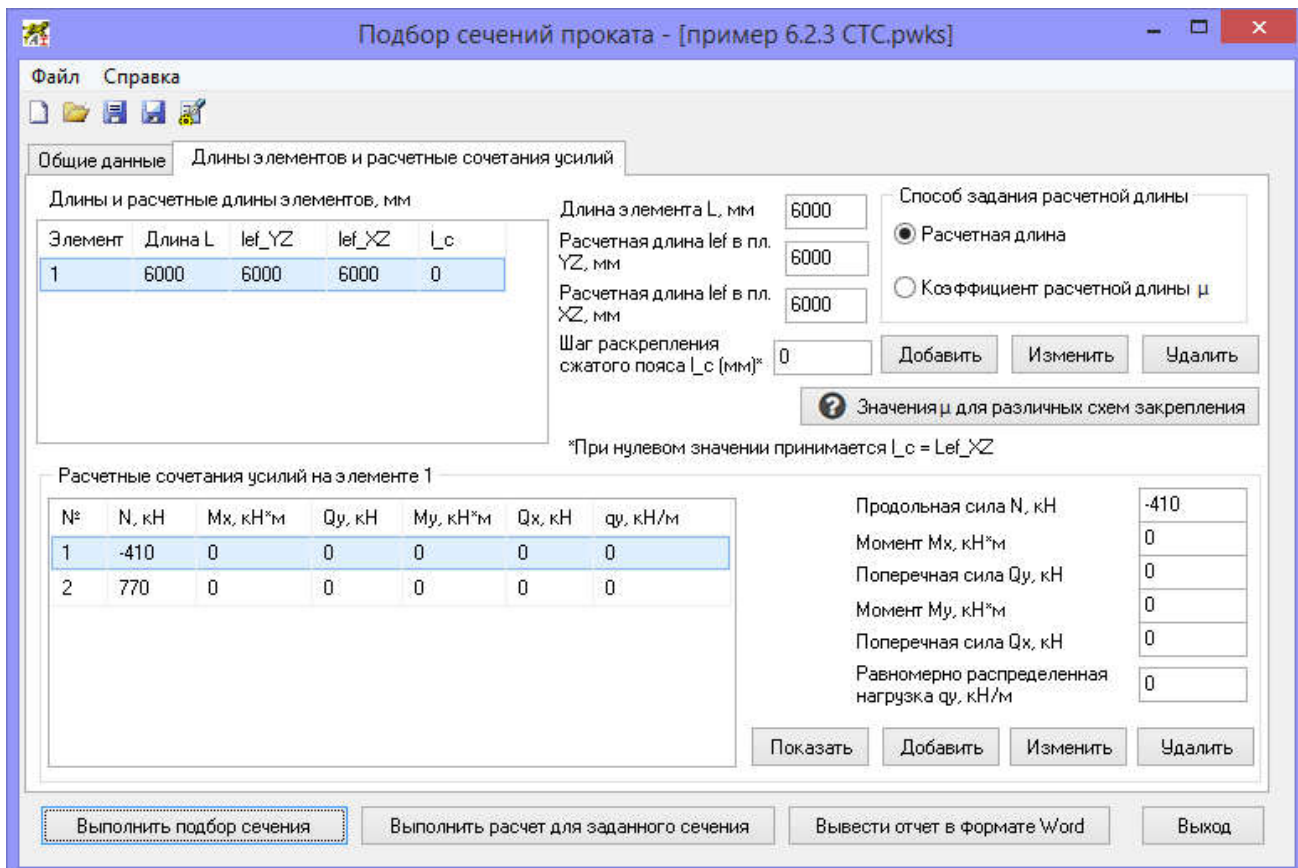 Подбор сечений проката - [пример 6.2.3 СТС.pwks]
Файл Справка
Общие данные Длины элементов и расчетные сочетания усилий
Длины и расчетные длины элементов, мм
Элемент Длина L lef_YZ lef_XZ l_c
1 6000 6000 6000 0
Длина элемента L, мм 6000
Расчетная длина lef в пл.
YZ, мм 6000
Расчетная длина lef в пл.
XZ, мм 6000
Шаг раскрепления
сжатого пояса l_c (мм)* 0
Способ задания расчетной длины
Расчетная длина
Коэффициент расчетной длины μ
Добавить Изменить Удалить
Значения μ для различных схем закрепления
*При нулевом значении принимается l_c = Lef_XZ
Расчетные сочетания усилий на элементе 1
№ N, кН Mx, кН*м Qy, кН My, кН*м Qx, кН qy, кН/м
1 -410 0 0 0 0 0
2 770 0 0 0 0 0
Продольная сила N, кН -410
Момент Mx, кН*м 0
Поперечная сила Qy, кН 0
Момент My, кН*м 0
Поперечная сила Qx, кН 0
Равномерно распределенная
нагрузка qy, кН/м 0
Показать Добавить Изменить Удалить
Выполнить подбор сечения Выполнить расчет для заданного сечения Вывести отчет в формате Word Выход